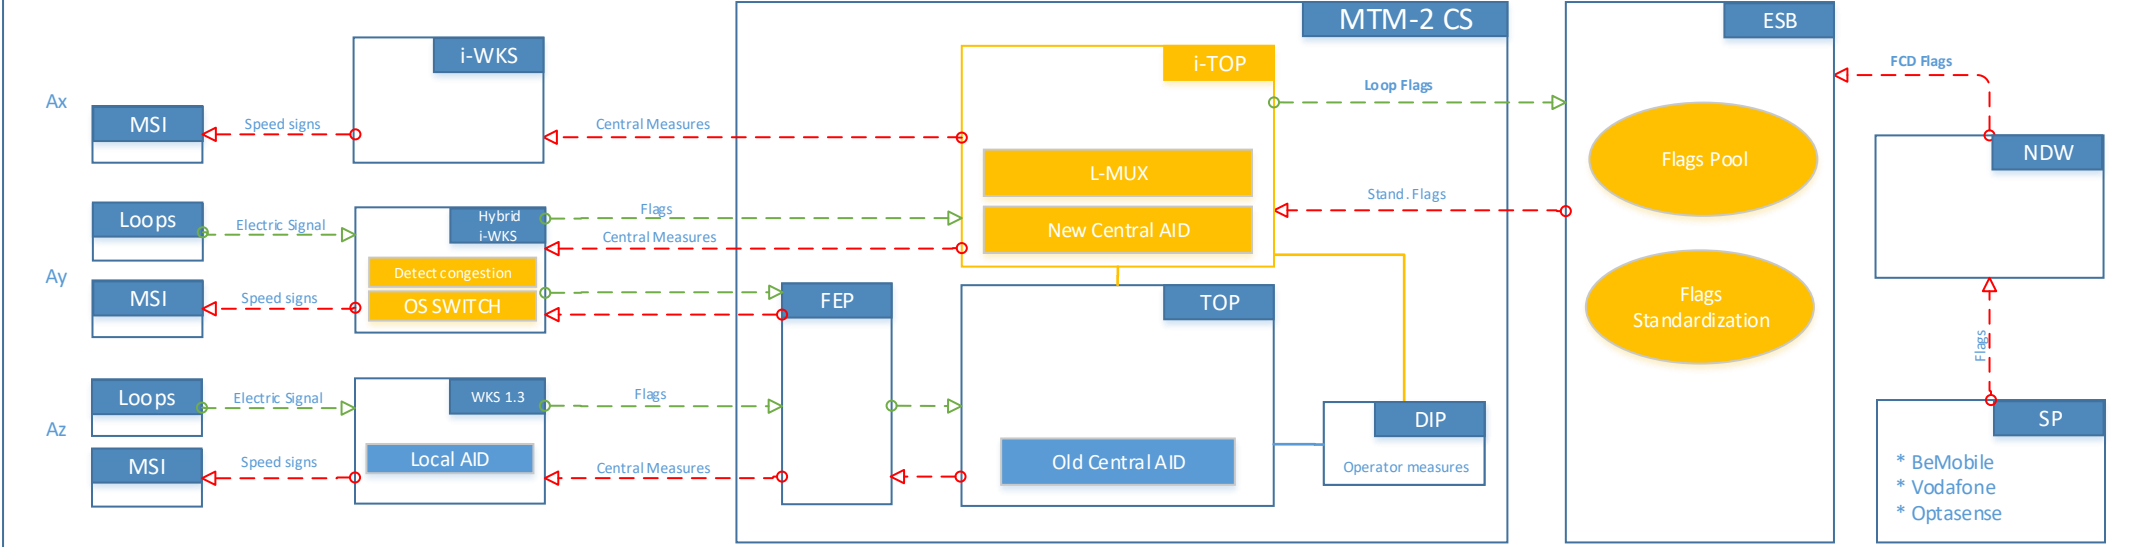 MTM-2 CS
ESB
i-WKS
i-TOP
FCD Flags
Ax
MSI
Speed signs
Central Measures
Loop Flags
L-MUX
Flags Pool
NDW
Loops
Electric Signal
Hybrid
i-WKS
Flags
Central Measures
New Central AID
Stand. Flags
Ay
Detect congestion
OS SWITCH
MSI
Speed signs
FEP
TOP
Flags
Standardization
Flags
Loops
Electric Signal
WKS 1.3
Flags
DIP
SP
Az
MSI
Speed signs
Local AID
Central Measures
Old Central AID
Operator measures
* BeMobile
* Vodafone
* Optasense